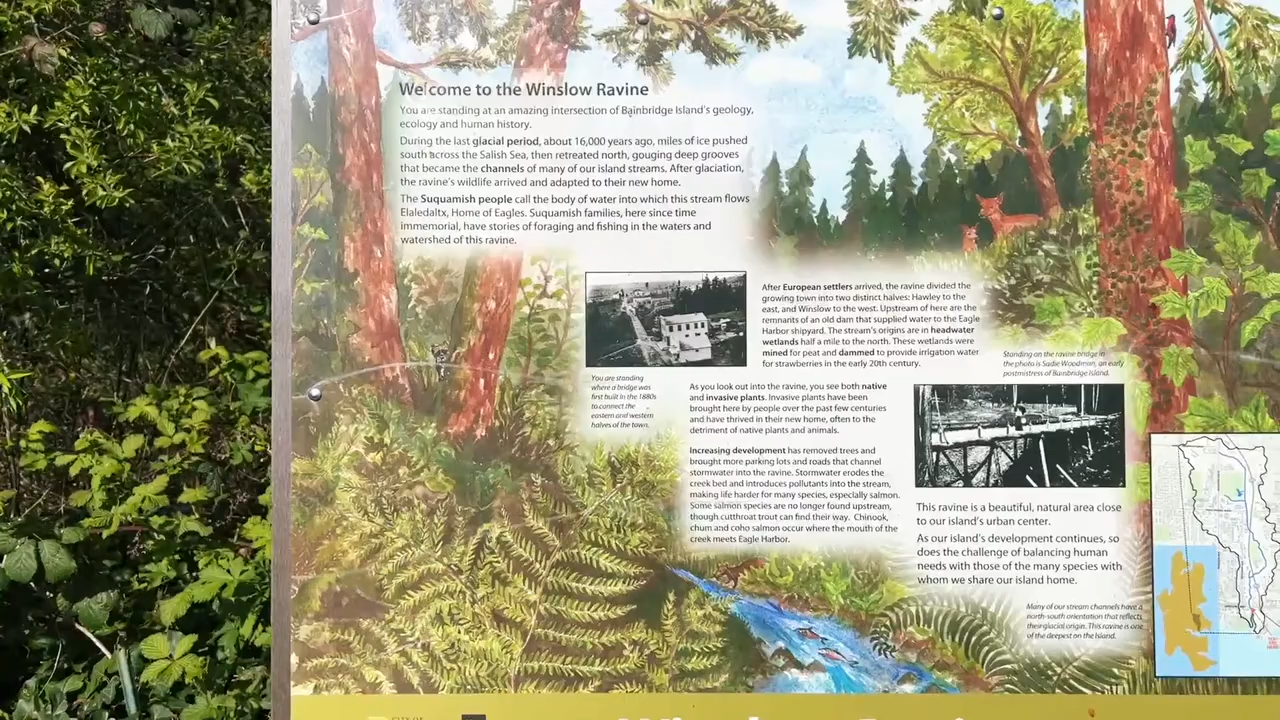 Welcome to the Winslow Ravine
You are standing at an amazing intersection of Bainbridge Island's geology,
ecology and human history.
During the last glacial period, about 16,000 years ago, miles of ice pushed
south across the Salish Sea, then retreated north, gouging deep grooves
that became the channels of many of our island streams. After glaciation,
the ravine's wildlife arrived and adapted to their new home.
The Suquamish people call the body of water into which this stream flows
Elaledaltx, Home of Eagles. Suquamish families, here since time
immemorial, have stories of foraging and fishing in the waters and
watershed of this ravine.
After European settlers arrived, the ravine divided the
growing town into two distinct halves: Hawley to the
east, and Winslow to the west. Upstream of here are the
remnants of an old dam that supplied water to the Eagle
Harbor shipyard. The stream's origins are in headwater
wetlands half a mile to the north. These wetlands were
mined for peat and dammed to provide irrigation water
for strawberries in the early 20th century.
You are standing
where a bridge was
first built in the 1880s
to connect the
eastern and western
halves of the town.
As you look out into the ravine, you see both native
and invasive plants. Invasive plants have been
brought here by people over the past few centuries
and have thrived in their new home, often to the
detriment of native plants and animals.
Increasing development has removed trees and
brought more parking lots and roads that channel
stormwater into the ravine. Stormwater erodes the
creek bed and introduces pollutants into the stream,
making life harder for many species, especially salmon.
Some salmon species are no longer found upstream,
though cutthroat trout can find their way. Chinook,
chum and coho salmon occur where the mouth of the
creek meets Eagle Harbor.
Standing on the ravine bridge in
the photo is Sadie Woodman, an early
postmistress of Bainbridge Island.
This ravine is a beautiful, natural area close
to our island's urban center.
As our island's development continues, so
does the challenge of balancing human
needs with those of the many species with
whom we share our island home.
Many of our stream channels have a
north-south orientation that reflects
their glacial origin. This ravine is one
of the deepest on the Island.